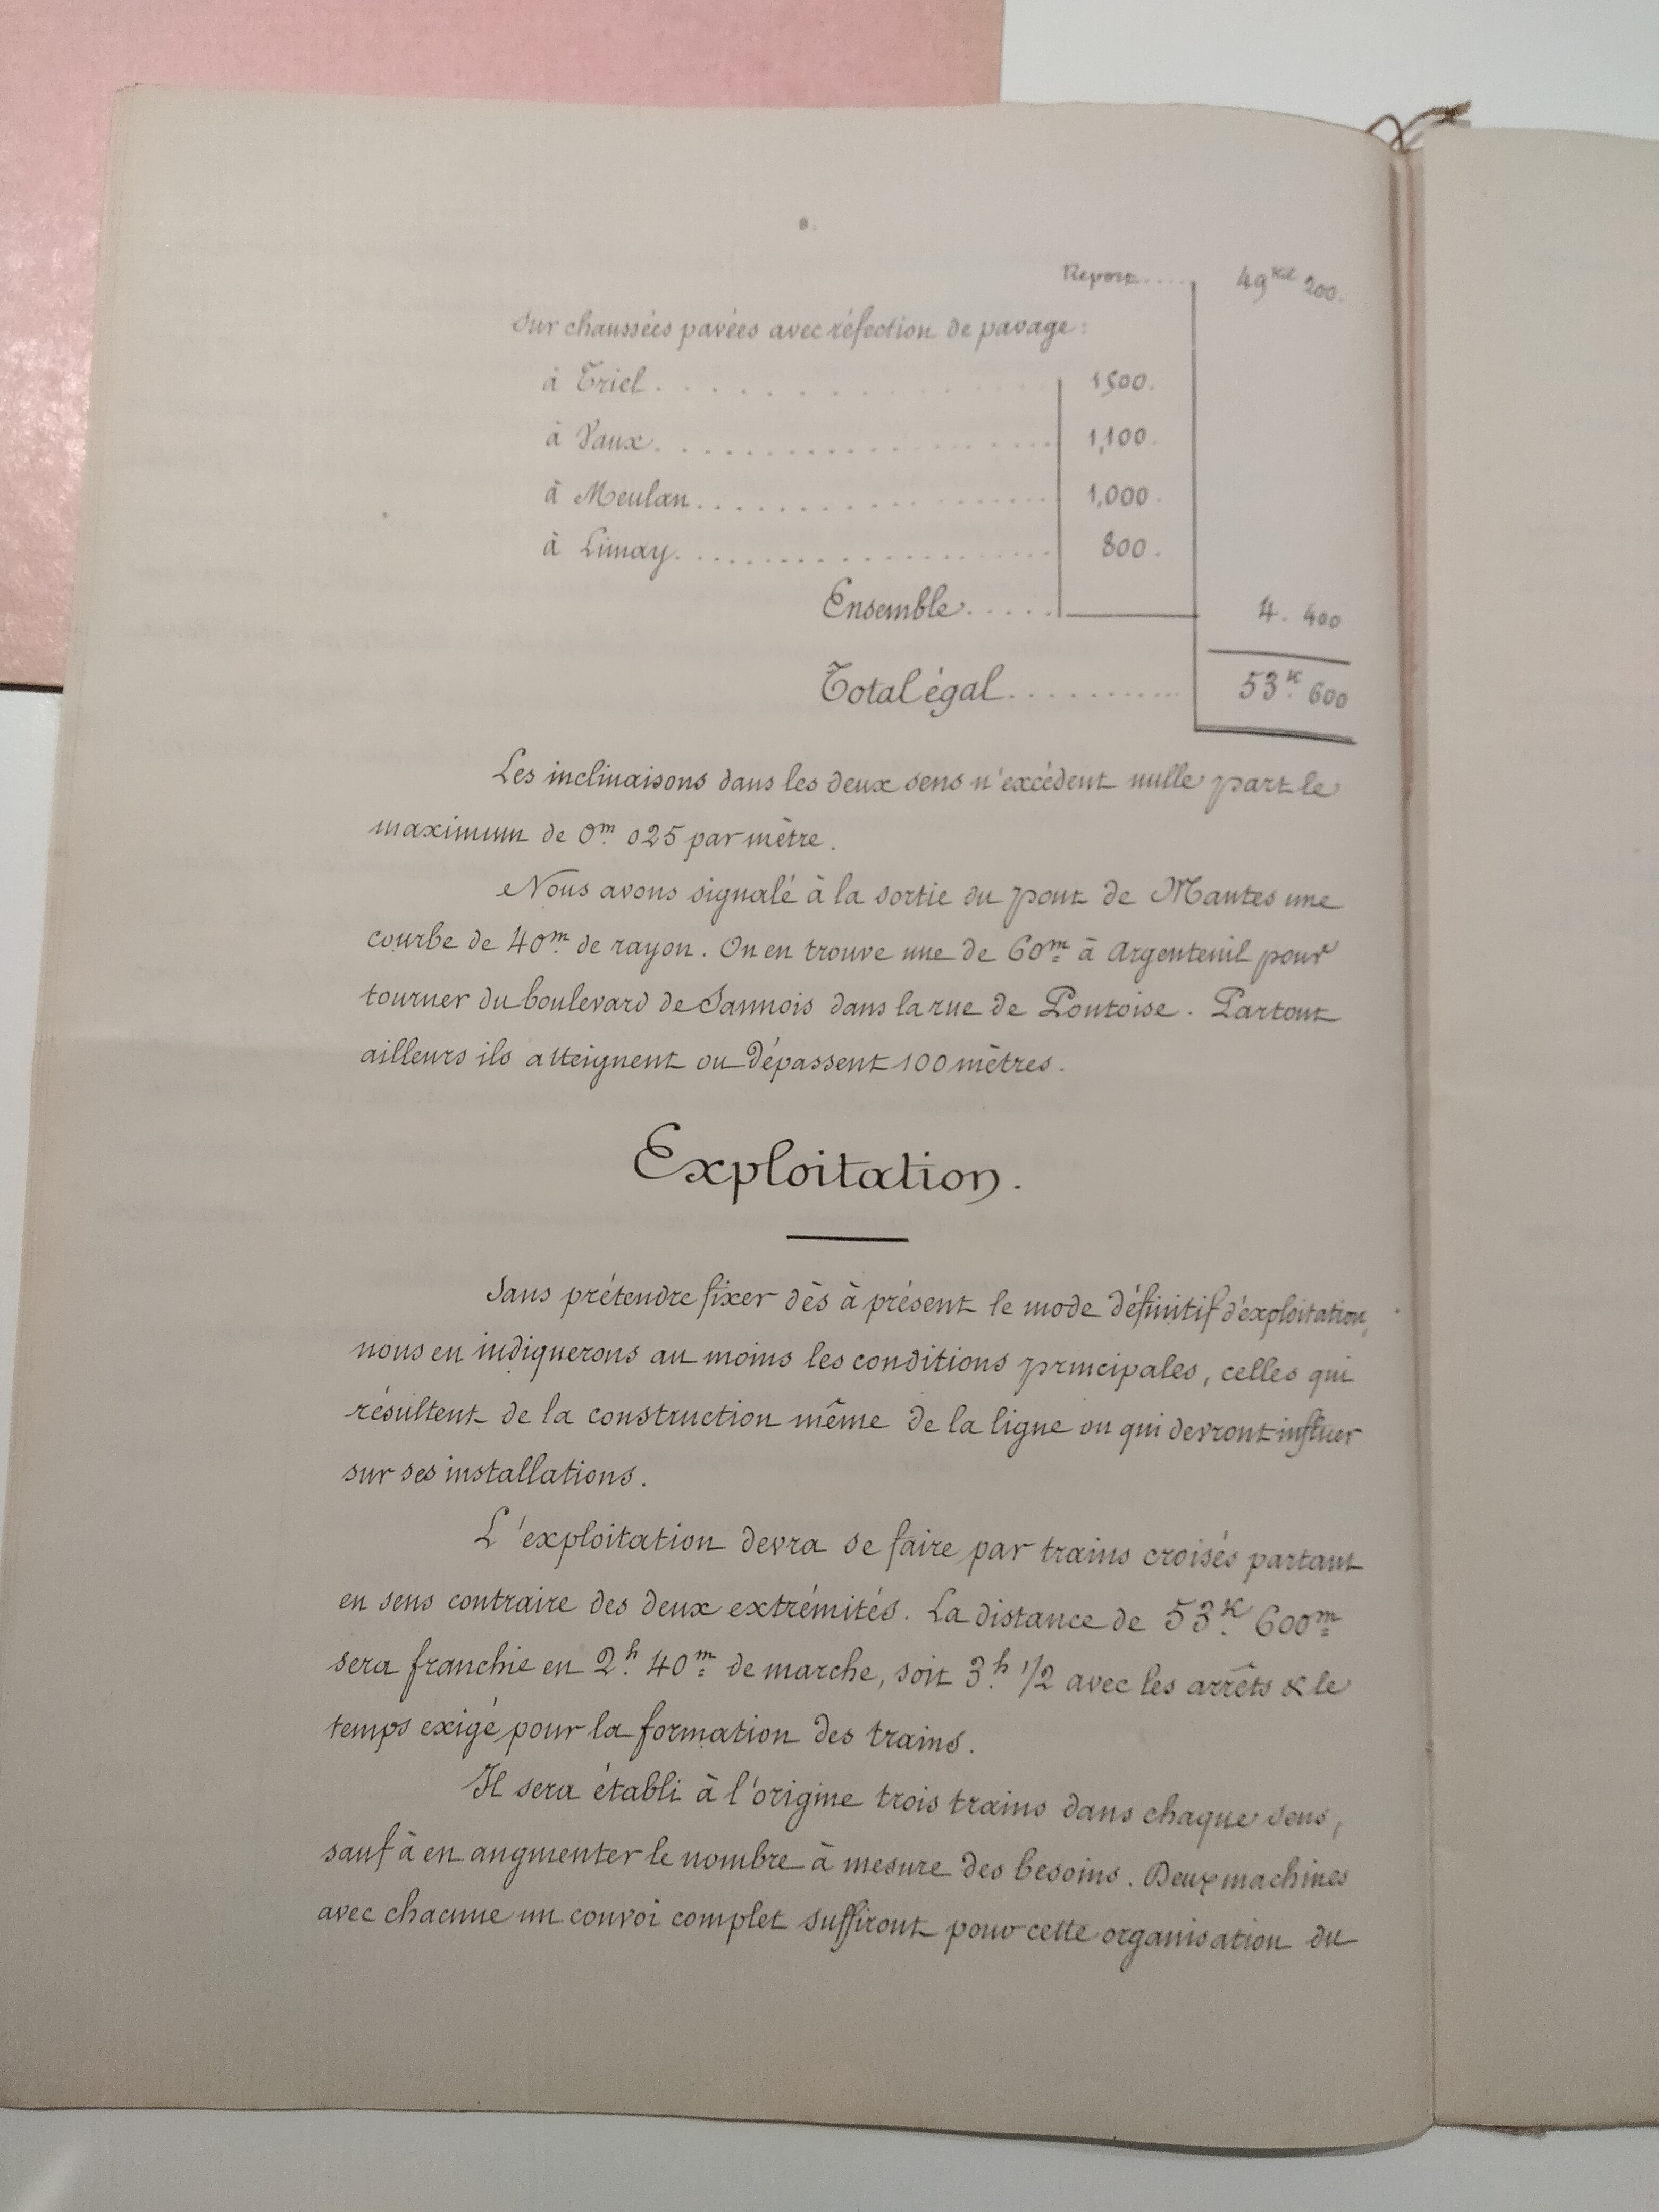 8.
Report.... 49 Kil 200.
Sur chaussées pavées avec réfection de pavage :
à Triel. . . . . . . . . . . . . 1,500.
à Vaux. . . . . . . . . . . . . 1,100.
à Meulan. . . . . . . . . . . . 1,000.
à Limay. . . . . . . . . . . . . 800.
Ensemble. . . . . 4. 400
Total égal. . . . . . . . . . 53K. 600
Les inclinaisons dans les deux sens n'excèdent nulle part le
maximum de 0m. 025 par mètre.
Nous avons signalé à la sortie du pont de Mantes une
courbe de 40m. de rayon. On en trouve une de 60m à Argenteuil pour
tourner du boulevard de Sannois dans la rue de Pontoise. Partout
ailleurs ils atteignent ou dépassent 100 mètres.
Exploitation.
Sans prétendre fixer dès à présent le mode définitif d'exploitation,
nous en indiquerons au moins les conditions principales, celles qui
résultent de la construction même de la ligne ou qui devront influer
sur ses installations.
L'exploitation devra se faire par trains croisés partant
en sens contraire des deux extrémités. La distance de 53K. 600m
sera franchie en 2h. 40m de marche, soit 3h. 1/2 avec les arrêts & le
temps exigé pour la formation des trains.
Il sera établi à l'origine trois trains dans chaque sens,
sauf à en augmenter le nombre à mesure des besoins. Deux machines
avec chacune un convoi complet suffiront pour cette organisation du